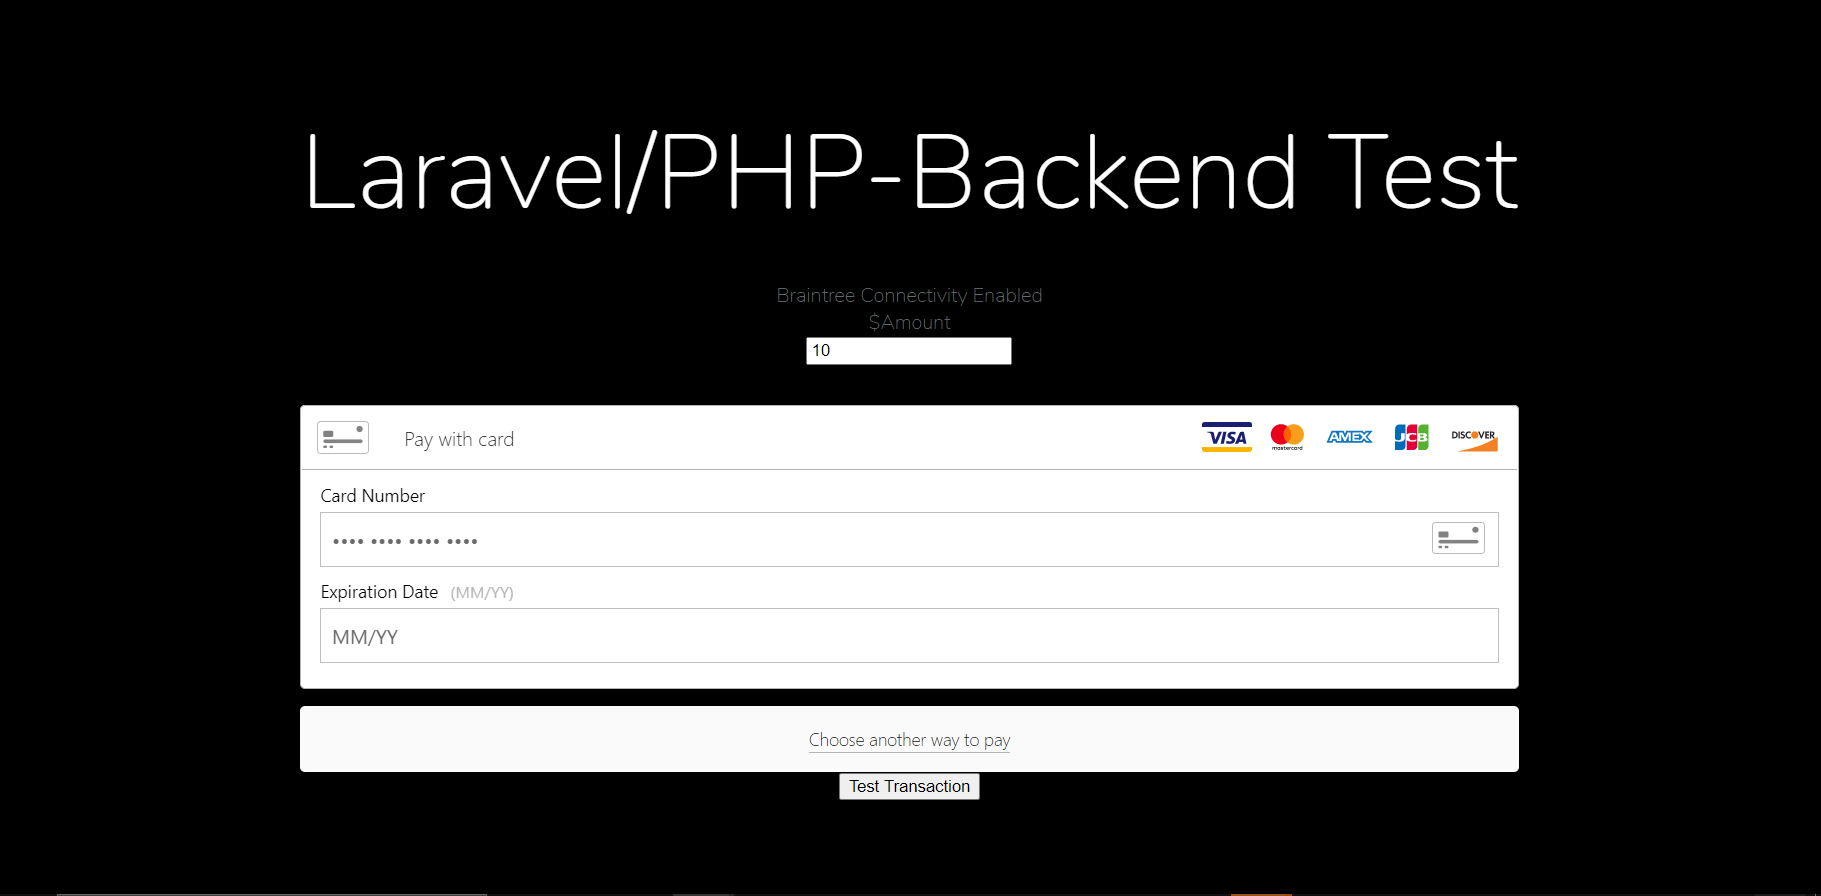 Laravel/PHP-Backend Test
Braintree Connectivity Enabled
$Amount
10
Pay with card VISA mastercard AMEX JCB DISCOVER
Card Number
•••• •••• •••• ••••
Expiration Date (MM/YY)
MM/YY
Choose another way to pay
Test Transaction